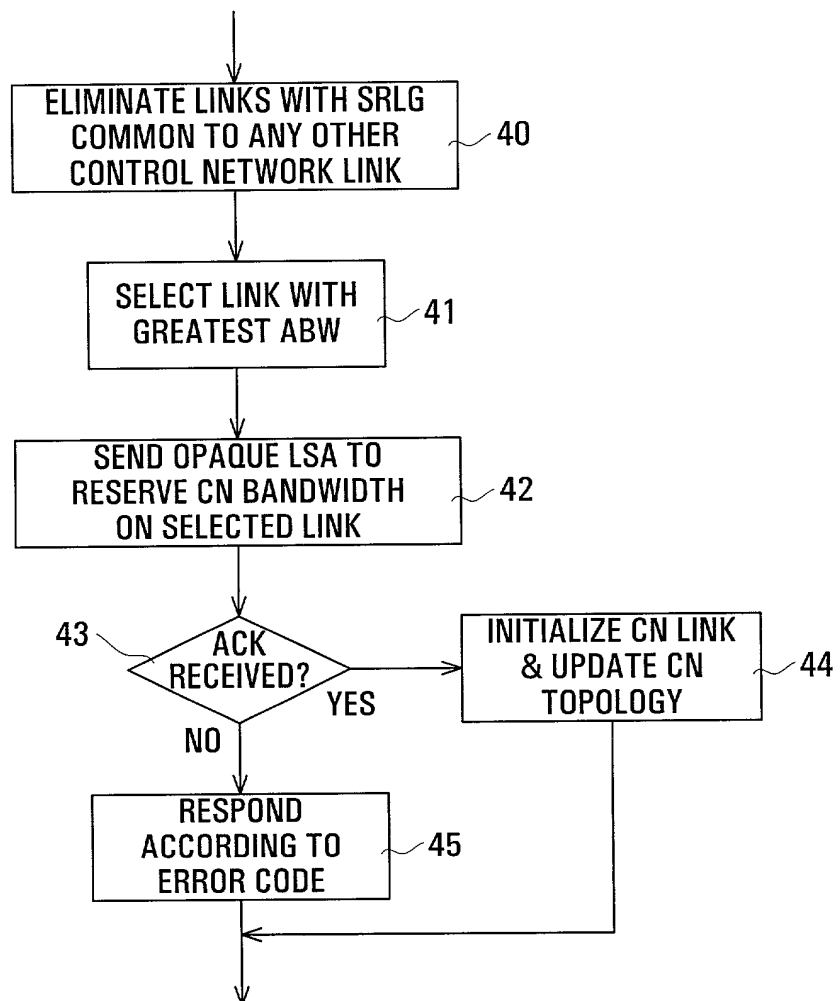 ELIMINATE LINKS WITH SRLG
COMMON TO ANY OTHER
CONTROL NETWORK LINK
40
SELECT LINK WITH
GREATEST ABW
41
SEND OPAQUE LSA TO
RESERVE CN BANDWIDTH
ON SELECTED LINK
42
43
ACK
RECEIVED?
YES
NO
INITIALIZE CN LINK
& UPDATE CN
TOPOLOGY
44
RESPOND
ACCORDING TO
ERROR CODE
45